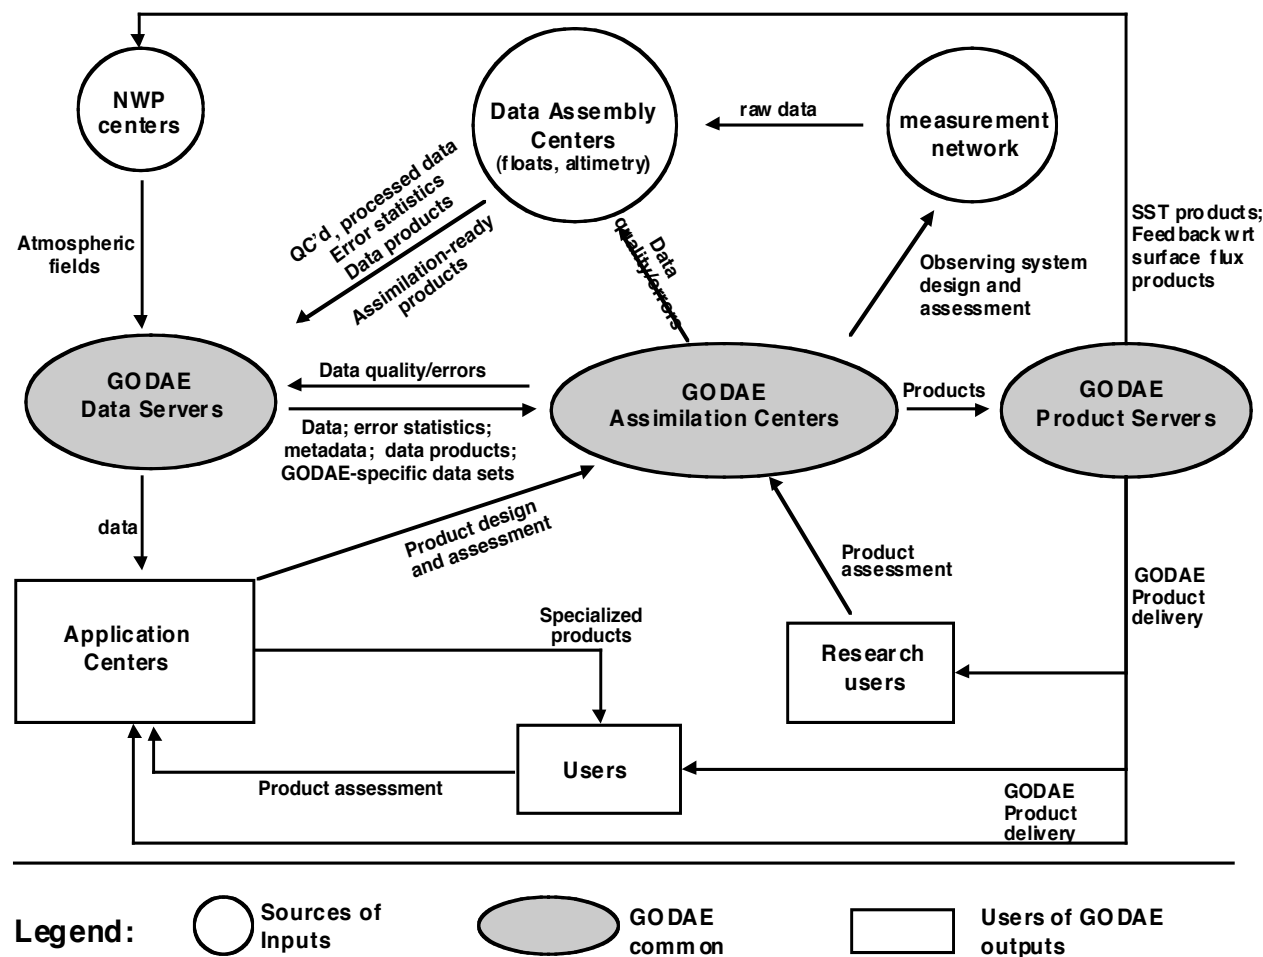 NWP
centers
Data Assembly
Centers
(floats, altimetry)
raw data
measurement
network
QC'd, processed data
Error statistics
Data products
Assimilation-ready
products
Data
quality/errors
Atmospheric
fields
Observing system
design and
assessment
SST products;
Feedback wrt
surface flux
products
GODAE
Data Servers
Data quality/errors
Data; error statistics;
metadata; data products;
GODAE-specific data sets
GODAE
Assimilation Centers
Products
GODAE
Product Servers
data
Product design
and assessment
Product
assessment
GODAE
Product
delivery
Application
Centers
Specialized
products
Research
users
Users
Product assessment
GODAE
Product
delivery
Legend:
Sources of
Inputs
GODAE
common
Users of GODAE
outputs